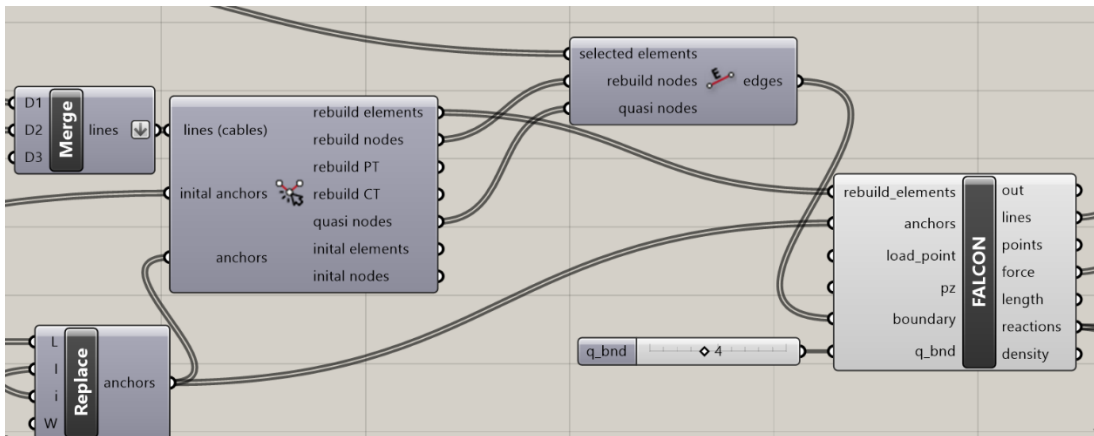 D1
D2
D3
Merge
lines
lines (cables)
inital anchors
anchors
rebuild elements
rebuild nodes
rebuild PT
rebuild CT
quasi nodes
inital elements
inital nodes
selected elements
rebuild nodes
quasi nodes
E
edges
L
I
i
W
Replace
anchors
q_bnd
4
rebuild_elements
anchors
load_point
pz
boundary
q_bnd
FALCON
out
lines
points
force
length
reactions
density